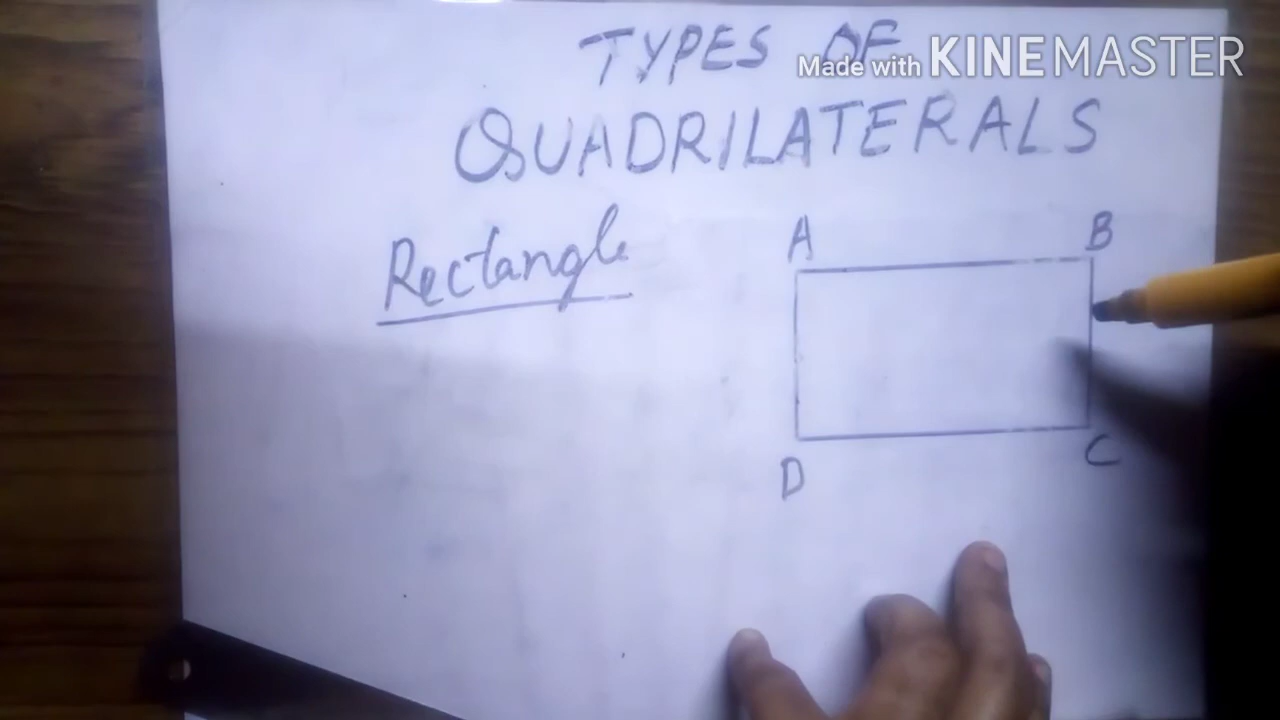 TYPES OF
Made with KINEMASTER
QUADRILATERALS
Rectangle
A B
D C